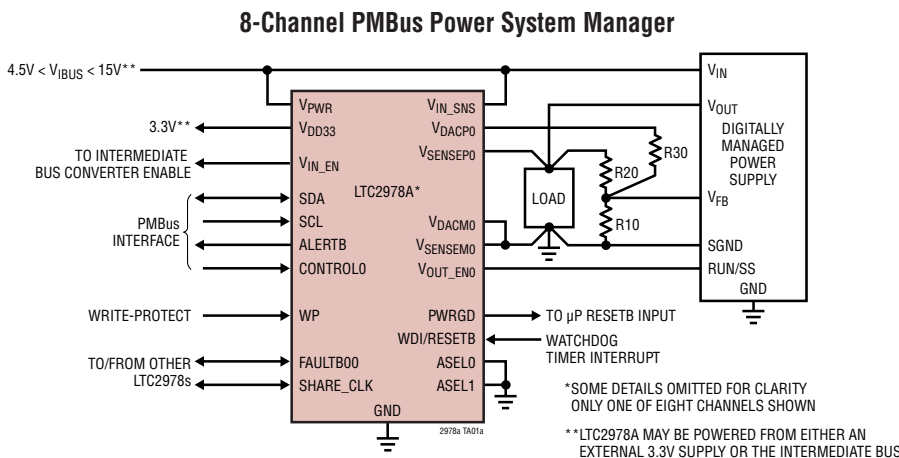 8-Channel PMBus Power System Manager
4.5V < VIBUS < 15V**
3.3V**
TO INTERMEDIATE
BUS CONVERTER ENABLE
PMBus
INTERFACE
WRITE-PROTECT
TO/FROM OTHER
LTC2978s
VPWR
VDD33
VIN_EN
SDA
SCL
ALERTB
CONTROL0
WP
FAULTB00
SHARE_CLK
GND
LTC2978A*
VIN_SNS
VDACP0
VSENSEP0
VDACM0
VSENSEM0
VOUT_EN0
PWRGD
WDI/RESETB
ASEL0
ASEL1
2978a TA01a
LOAD
R20
R30
R10
VIN
VOUT
DIGITALLY
MANAGED
POWER
SUPPLY
VFB
SGND
RUN/SS
GND
TO µP RESETB INPUT
WATCHDOG
TIMER INTERRUPT
*SOME DETAILS OMITTED FOR CLARITY
ONLY ONE OF EIGHT CHANNELS SHOWN
**LTC2978A MAY BE POWERED FROM EITHER AN
EXTERNAL 3.3V SUPPLY OR THE INTERMEDIATE BUS